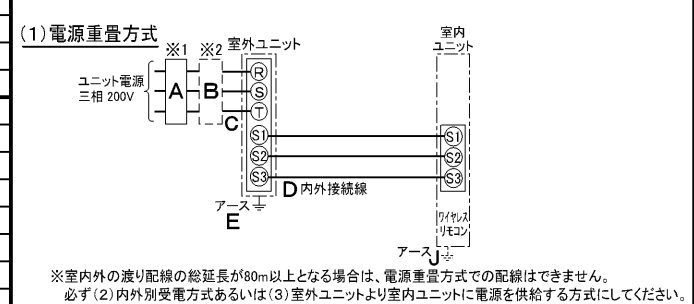 (1)電源重畳方式
※1 ※2 室外ユニット
室内
ユニット
ユニット電源
三相 200V
A B
R
S
T
C
S1 S1
S2 S2
S3 S3
D 内外接続線
アース
E
ワイヤレス
リモコン
アース J
※室内外の渡り配線の総延長が80m以上となる場合は、電源重畳方式での配線はできません。
必ず(2)内外別受電方式あるいは(3)室外ユニットより室内ユニットに電源を供給する方式にしてください。